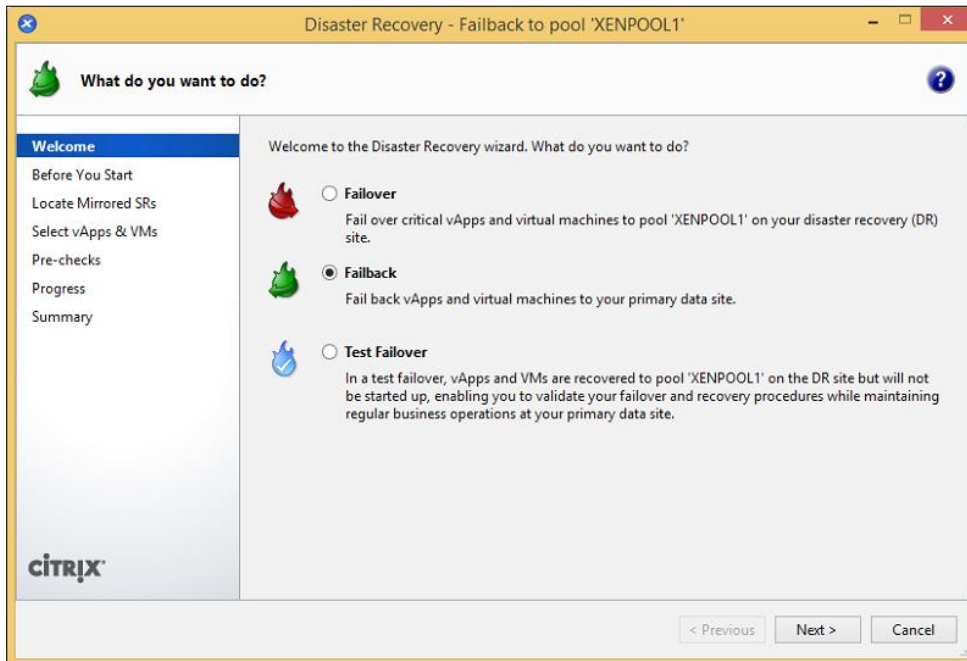 Disaster Recovery - Failback to pool 'XENPOOL1'
What do you want to do?
?
Welcome
Before You Start
Locate Mirrored SRs
Select vApps & VMs
Pre-checks
Progress
Summary
CITRIX
Welcome to the Disaster Recovery wizard. What do you want to do?
Failover
Fail over critical vApps and virtual machines to pool 'XENPOOL1' on your disaster recovery (DR)
site.
Failback
Fail back vApps and virtual machines to your primary data site.
Test Failover
In a test failover, vApps and VMs are recovered to pool 'XENPOOL1' on the DR site but will not
be started up, enabling you to validate your failover and recovery procedures while maintaining
regular business operations at your primary data site.
< Previous
Next >
Cancel